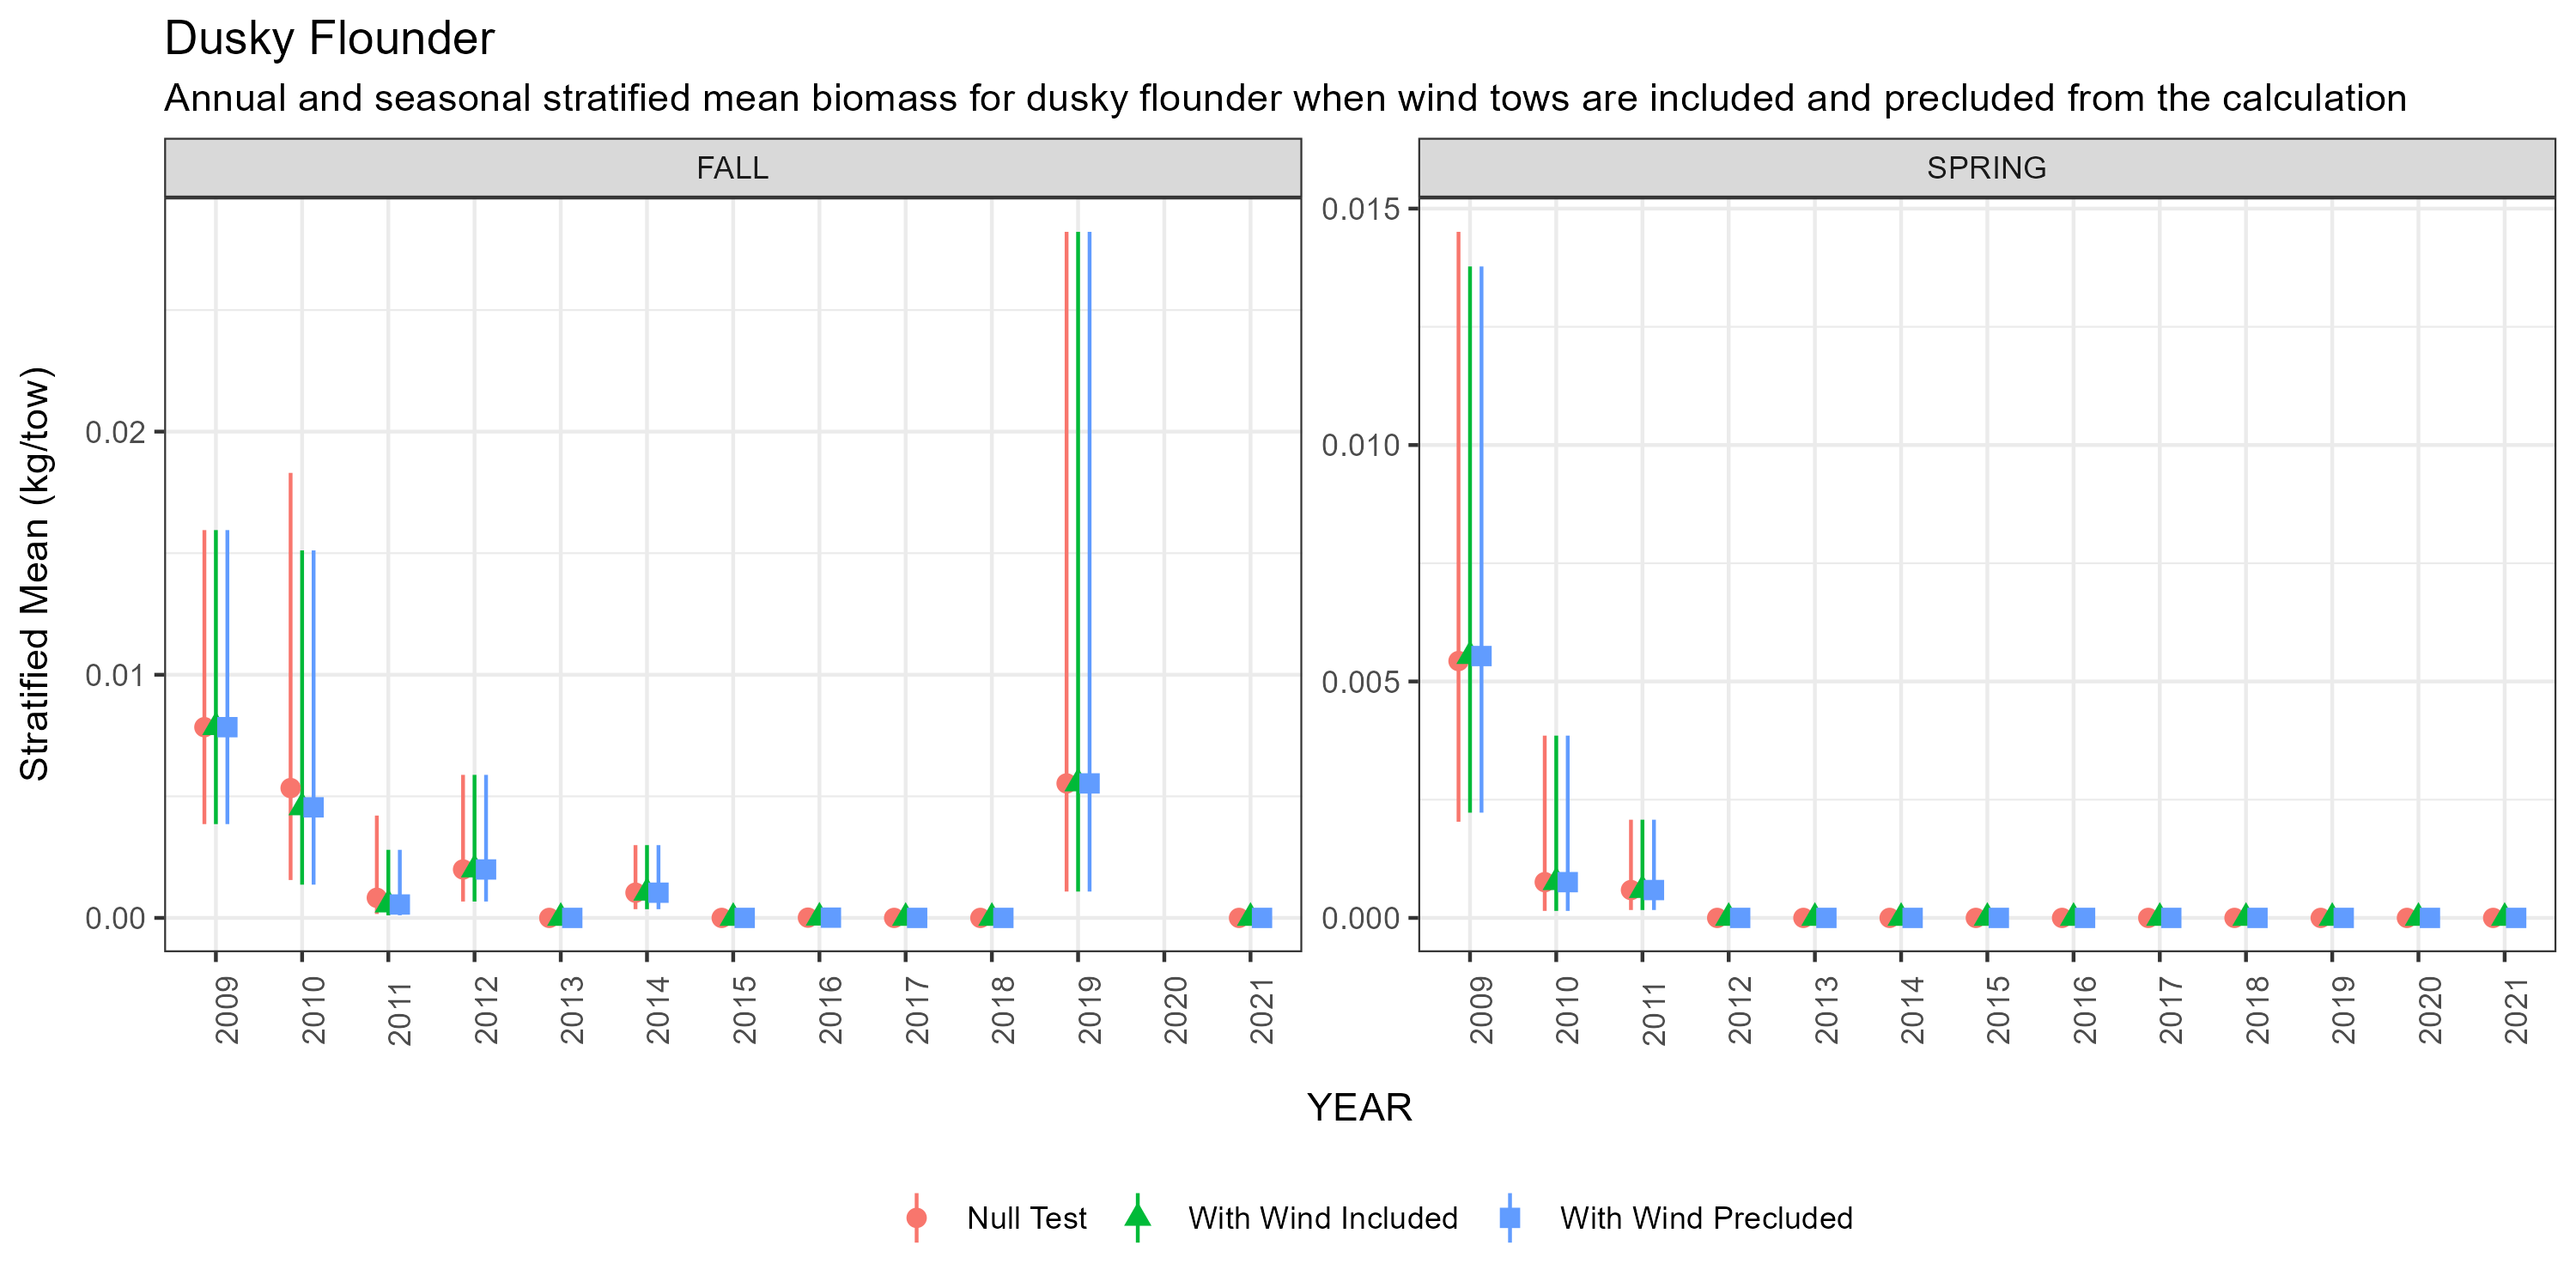 Dusky Flounder
Annual and seasonal stratified mean biomass for dusky flounder when wind tows are included and precluded from the calculation
FALL
SPRING
Stratified Mean (kg/tow)
0.02
0.01
0.00
0.015
0.010
0.005
0.000
2009 2010 2011 2012 2013 2014 2015 2016 2017 2018 2019 2020 2021
2009 2010 2011 2012 2013 2014 2015 2016 2017 2018 2019 2020 2021
YEAR
Null Test With Wind Included With Wind Precluded